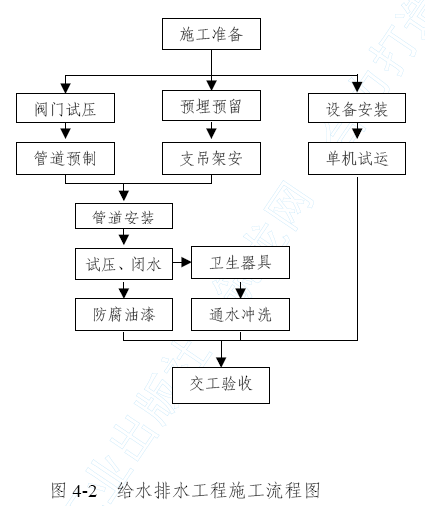 施工准备
阀门试压
预埋预留
设备安装
管道预制
支吊架安
单机试运
管道安装
试压、闭水
卫生器具
防腐油漆
通水冲洗
交工验收
图 4-2 给水排水工程施工流程图